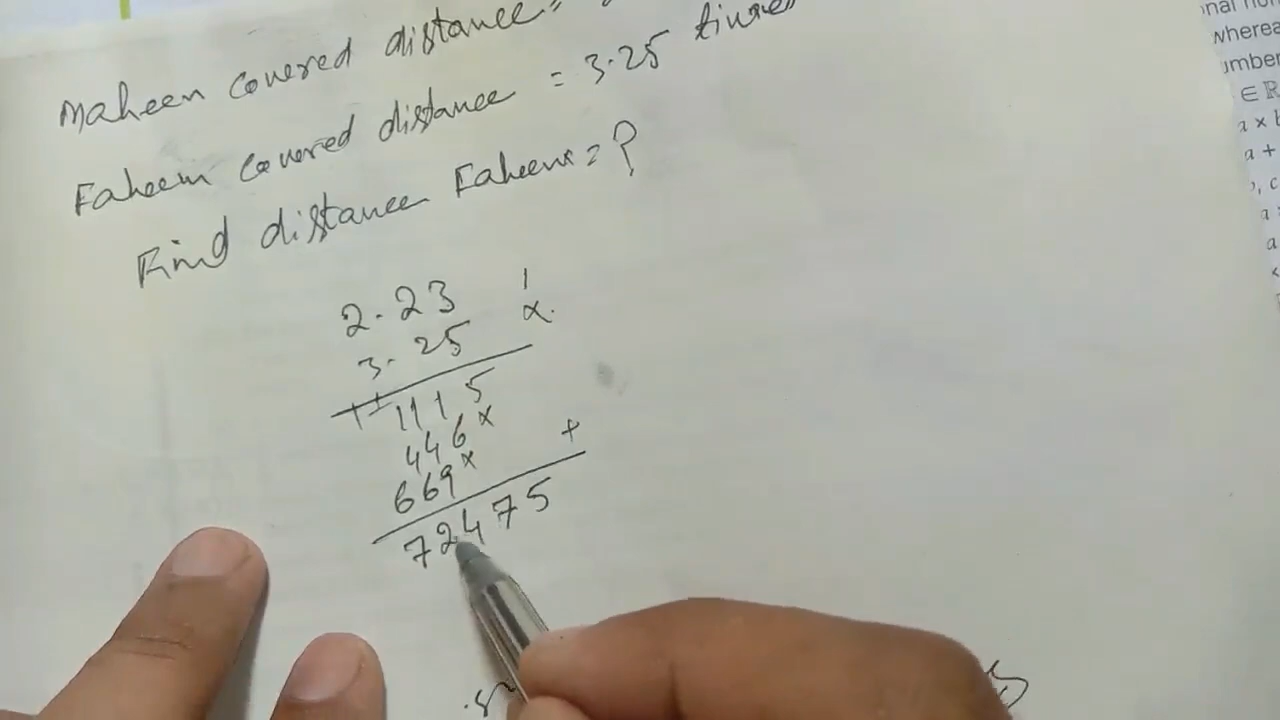 Maheen covered distance =
Faheem covered distance = 3.25 times
Find distance Faheem = ?
2.23
3.25 x
1115
446x
669x +
72475
whereas
∈ R
a × b
a +